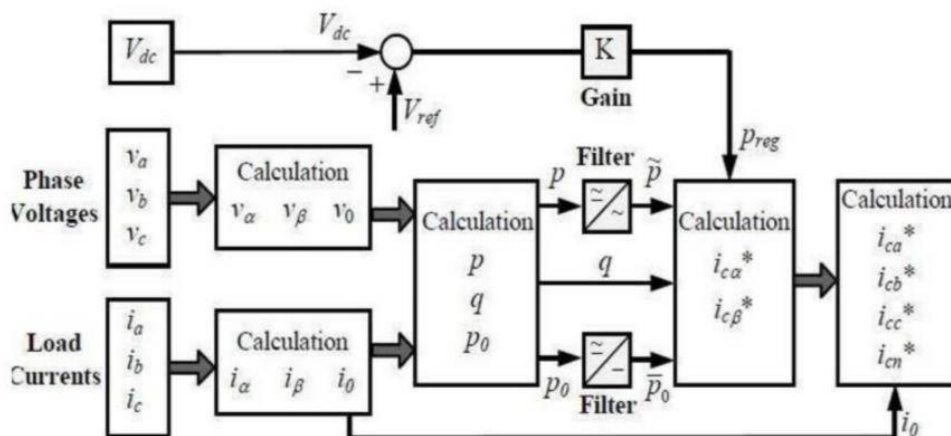 V_dc
V_dc
−
+
V_ref
K
Gain
p_reg
Phase
Voltages
v_a
v_b
v_c
Calculation
v_α v_β v_0
Load
Currents
i_a
i_b
i_c
Calculation
i_α i_β i_0
Calculation
p
q
p_0
p
Filter
≃
~
p̃
q
p_0
≃
−
Filter
p̄_0
Calculation
i_cα*
i_cβ*
Calculation
i_ca*
i_cb*
i_cc*
i_cn*
i_0